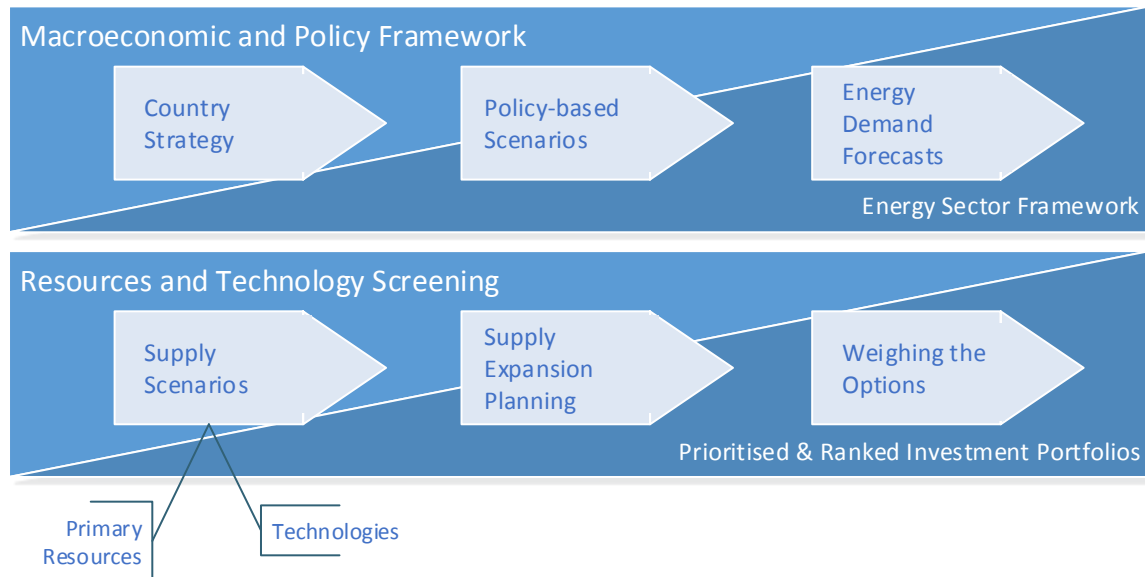 Macroeconomic and Policy Framework
Country
Strategy
Policy-based
Scenarios
Energy
Demand
Forecasts
Energy Sector Framework
Resources and Technology Screening
Supply
Scenarios
Supply
Expansion
Planning
Weighing the
Options
Prioritised & Ranked Investment Portfolios
Primary
Resources
Technologies